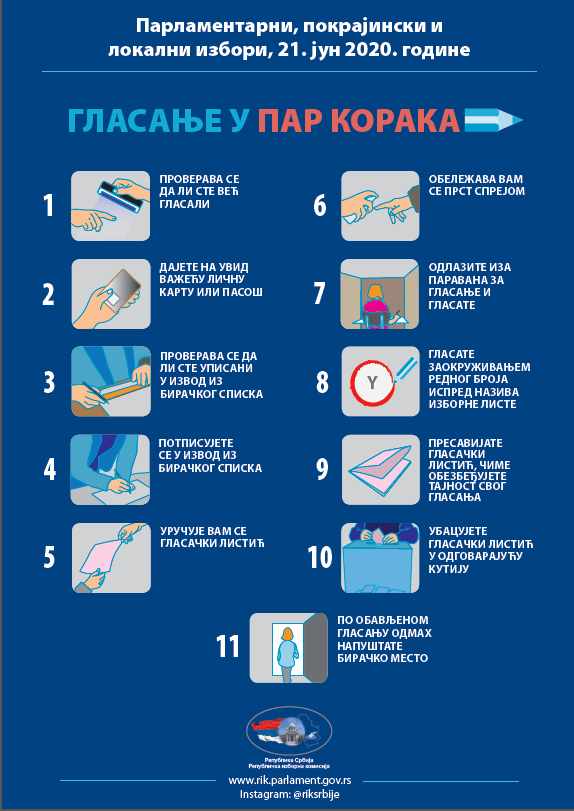 Парламентарни, покрајински и
локални избори, 21. јун 2020. године
ГЛАСАЊЕ У ПАР КОРАКА
1
ПРОВЕРАВА СЕ
ДА ЛИ СТЕ ВЕЋ
ГЛАСАЛИ
2
ДАЈЕТЕ НА УВИД
ВАЖЕЋУ ЛИЧНУ
КАРТУ ИЛИ ПАСОШ
3
ПРОВЕРАВА СЕ ДА
ЛИ СТЕ УПИСАНИ
У ИЗВОД ИЗ
БИРАЧКОГ СПИСКА
4
ПОТПИСУЈЕТЕ
СЕ У ИЗВОД ИЗ
БИРАЧКОГ СПИСКА
5
УРУЧУЈЕ ВАМ СЕ
ГЛАСАЧКИ ЛИСТИЋ
6
ОБЕЛЕЖАВА ВАМ
СЕ ПРСТ СПРЕЈОМ
7
ОДЛАЗИТЕ ИЗА
ПАРАВАНА ЗА
ГЛАСАЊЕ И
ГЛАСАТЕ
8
Y
ГЛАСАТЕ
ЗАОКРУЖИВАЊЕМ
РЕДНОГ БРОЈА
ИСПРЕД НАЗИВА
ИЗБОРНЕ ЛИСТЕ
9
ПРЕСАВИЈАТЕ
ГЛАСАЧКИ
ЛИСТИЋ, ЧИМЕ
ОБЕЗБЕЂУЈЕТЕ
ТАЈНОСТ СВОГ
ГЛАСАЊА
10
УБАЦУЈЕТЕ
ГЛАСАЧКИ ЛИСТИЋ
У ОДГОВАРАЈУЋУ
КУТИЈУ
11
ПО ОБАВЉЕНОМ
ГЛАСАЊУ ОДМАХ
НАПУШТАТЕ
БИРАЧКО МЕСТО
Република Србија
Републичка изборна комисија
www.rik.parlament.gov.rs
Instagram: @riksrbije